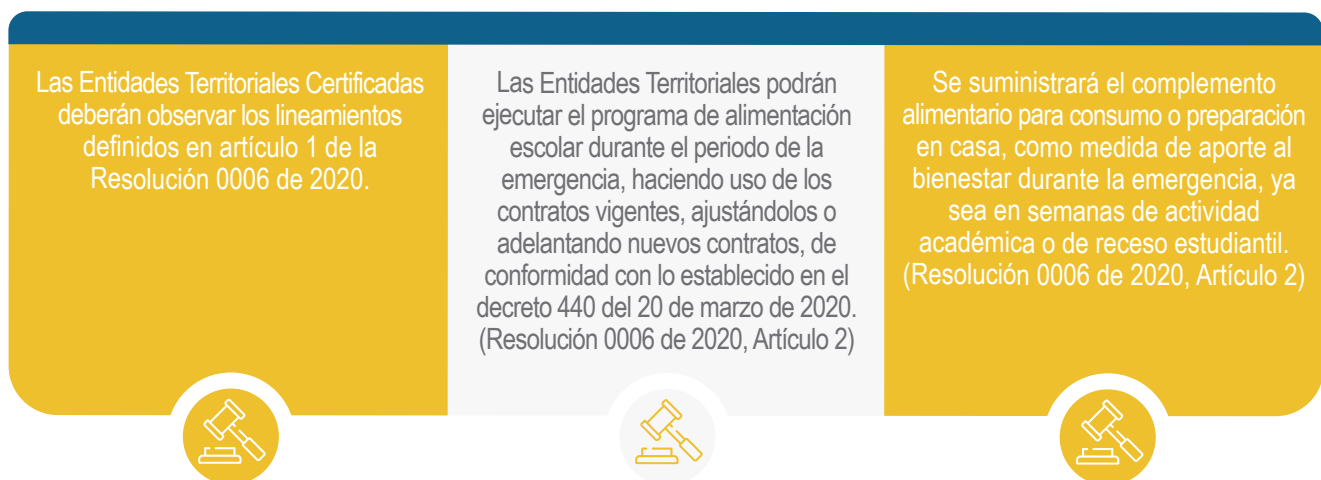 Las Entidades Territoriales Certificadas
deberán observar los lineamientos
definidos en artículo 1 de la
Resolución 0006 de 2020.
Las Entidades Territoriales podrán
ejecutar el programa de alimentación
escolar durante el periodo de la
emergencia, haciendo uso de los
contratos vigentes, ajustándolos o
adelantando nuevos contratos, de
conformidad con lo establecido en el
decreto 440 del 20 de marzo de 2020.
(Resolución 0006 de 2020, Artículo 2)
Se suministrará el complemento
alimentario para consumo o preparación
en casa, como medida de aporte al
bienestar durante la emergencia, ya
sea en semanas de actividad
académica o de receso estudiantil.
(Resolución 0006 de 2020, Artículo 2)